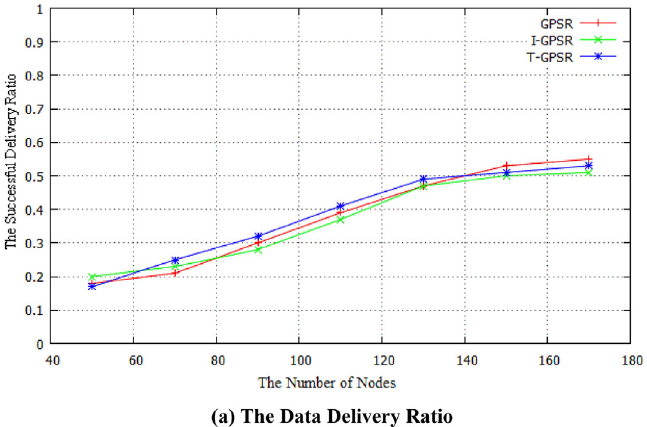 1
0.9
0.8
0.7
0.6
0.5
0.4
0.3
0.2
0.1
0
The Successful Delivery Ratio
GPSR
I-GPSR
T-GPSR
40 60 80 100 120 140 160 180
The Number of Nodes
(a) The Data Delivery Ratio